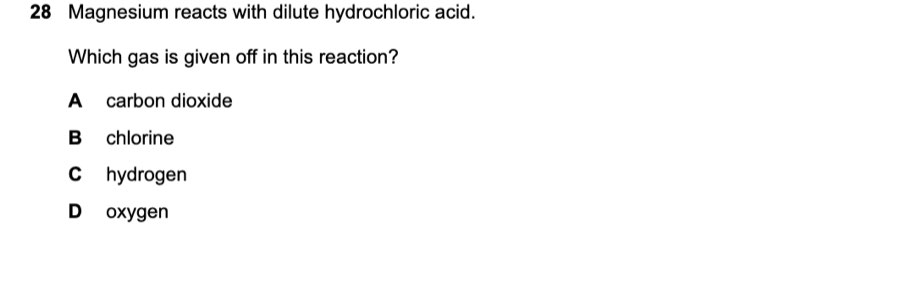 28 Magnesium reacts with dilute hydrochloric acid.
Which gas is given off in this reaction?
A carbon dioxide
B chlorine
C hydrogen
D oxygen